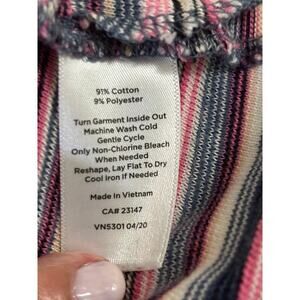 91% Cotton
9% Polyester
Turn Garment Inside Out
Machine Wash Cold
Gentle Cycle
Only Non-Chlorine Bleach
When Needed
Reshape, Lay Flat To Dry
Cool Iron If Needed
Made In Vietnam
CA# 23147
VN5301 04/20